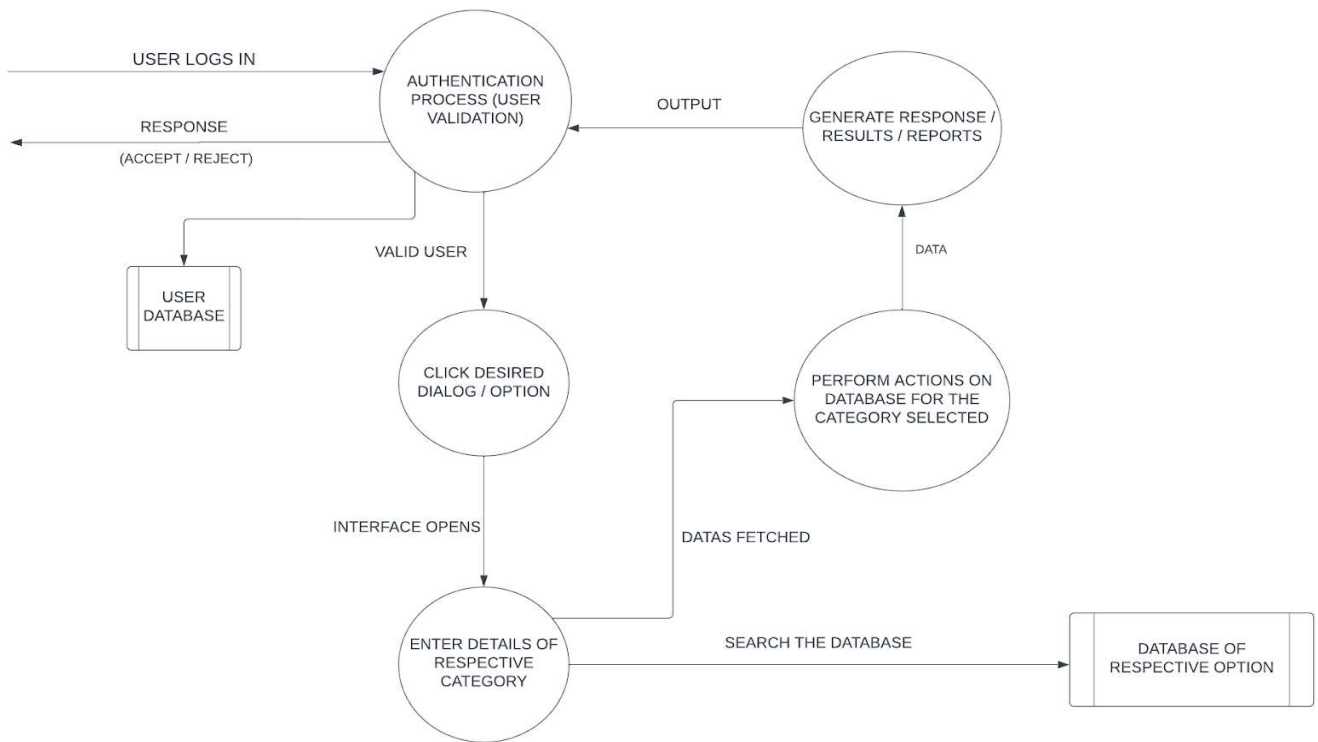 USER LOGS IN
AUTHENTICATION
PROCESS (USER
VALIDATION)
RESPONSE
(ACCEPT / REJECT)
OUTPUT
GENERATE RESPONSE /
RESULTS / REPORTS
VALID USER
DATA
USER
DATABASE
CLICK DESIRED
DIALOG / OPTION
PERFORM ACTIONS ON
DATABASE FOR THE
CATEGORY SELECTED
INTERFACE OPENS
DATAS FETCHED
ENTER DETAILS OF
RESPECTIVE
CATEGORY
SEARCH THE DATABASE
DATABASE OF
RESPECTIVE OPTION